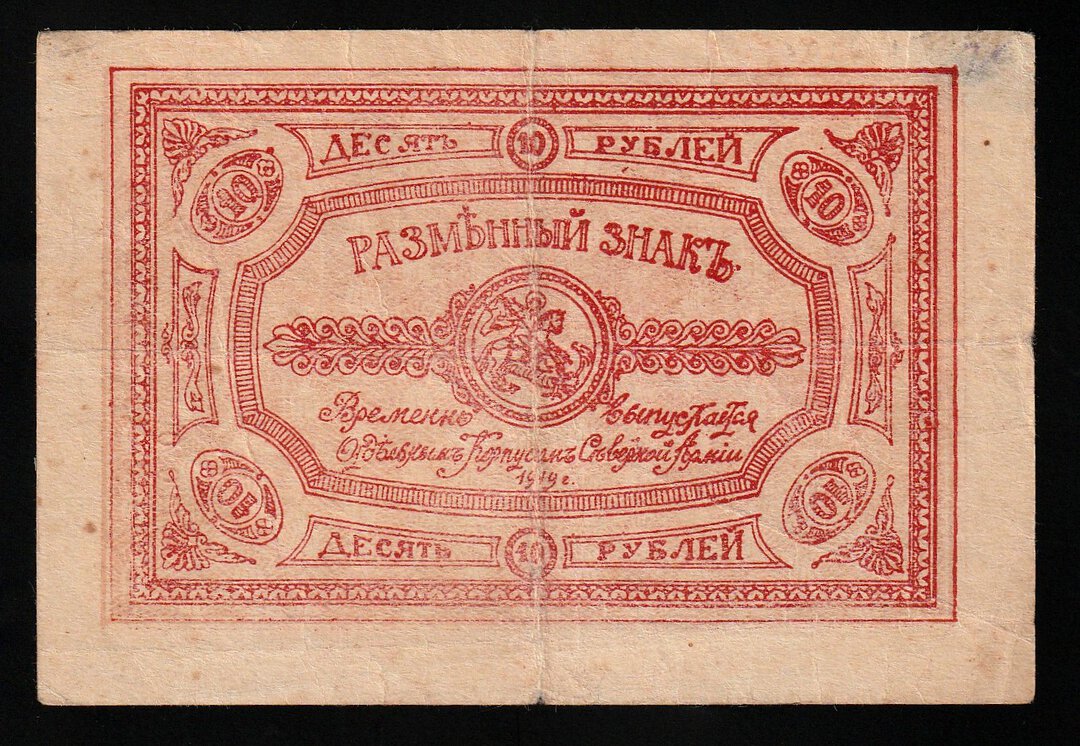 ДЕСЯТЬ 10 РУБЛЕЙ
10 10
РАЗМѢННЫЙ ЗНАКЪ.
Временно выпускается
Отдѣльнымъ Корпусомъ Сѣверной Арміи
1919 г.
10 10
ДЕСЯТЬ 10 РУБЛЕЙ